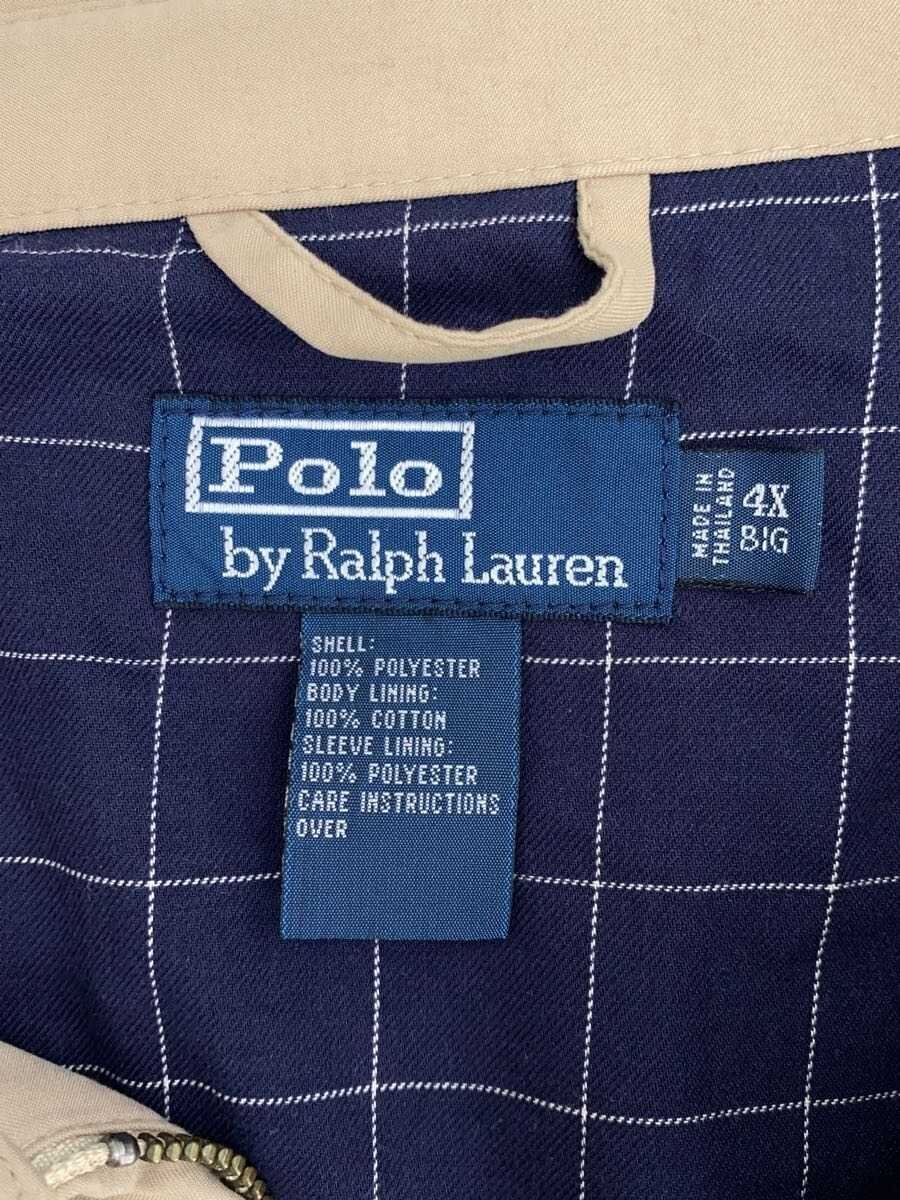 Polo
by Ralph Lauren
MADE IN
THAILAND
4X
BIG
SHELL:
100% POLYESTER
BODY LINING:
100% COTTON
SLEEVE LINING:
100% POLYESTER
CARE INSTRUCTIONS
OVER